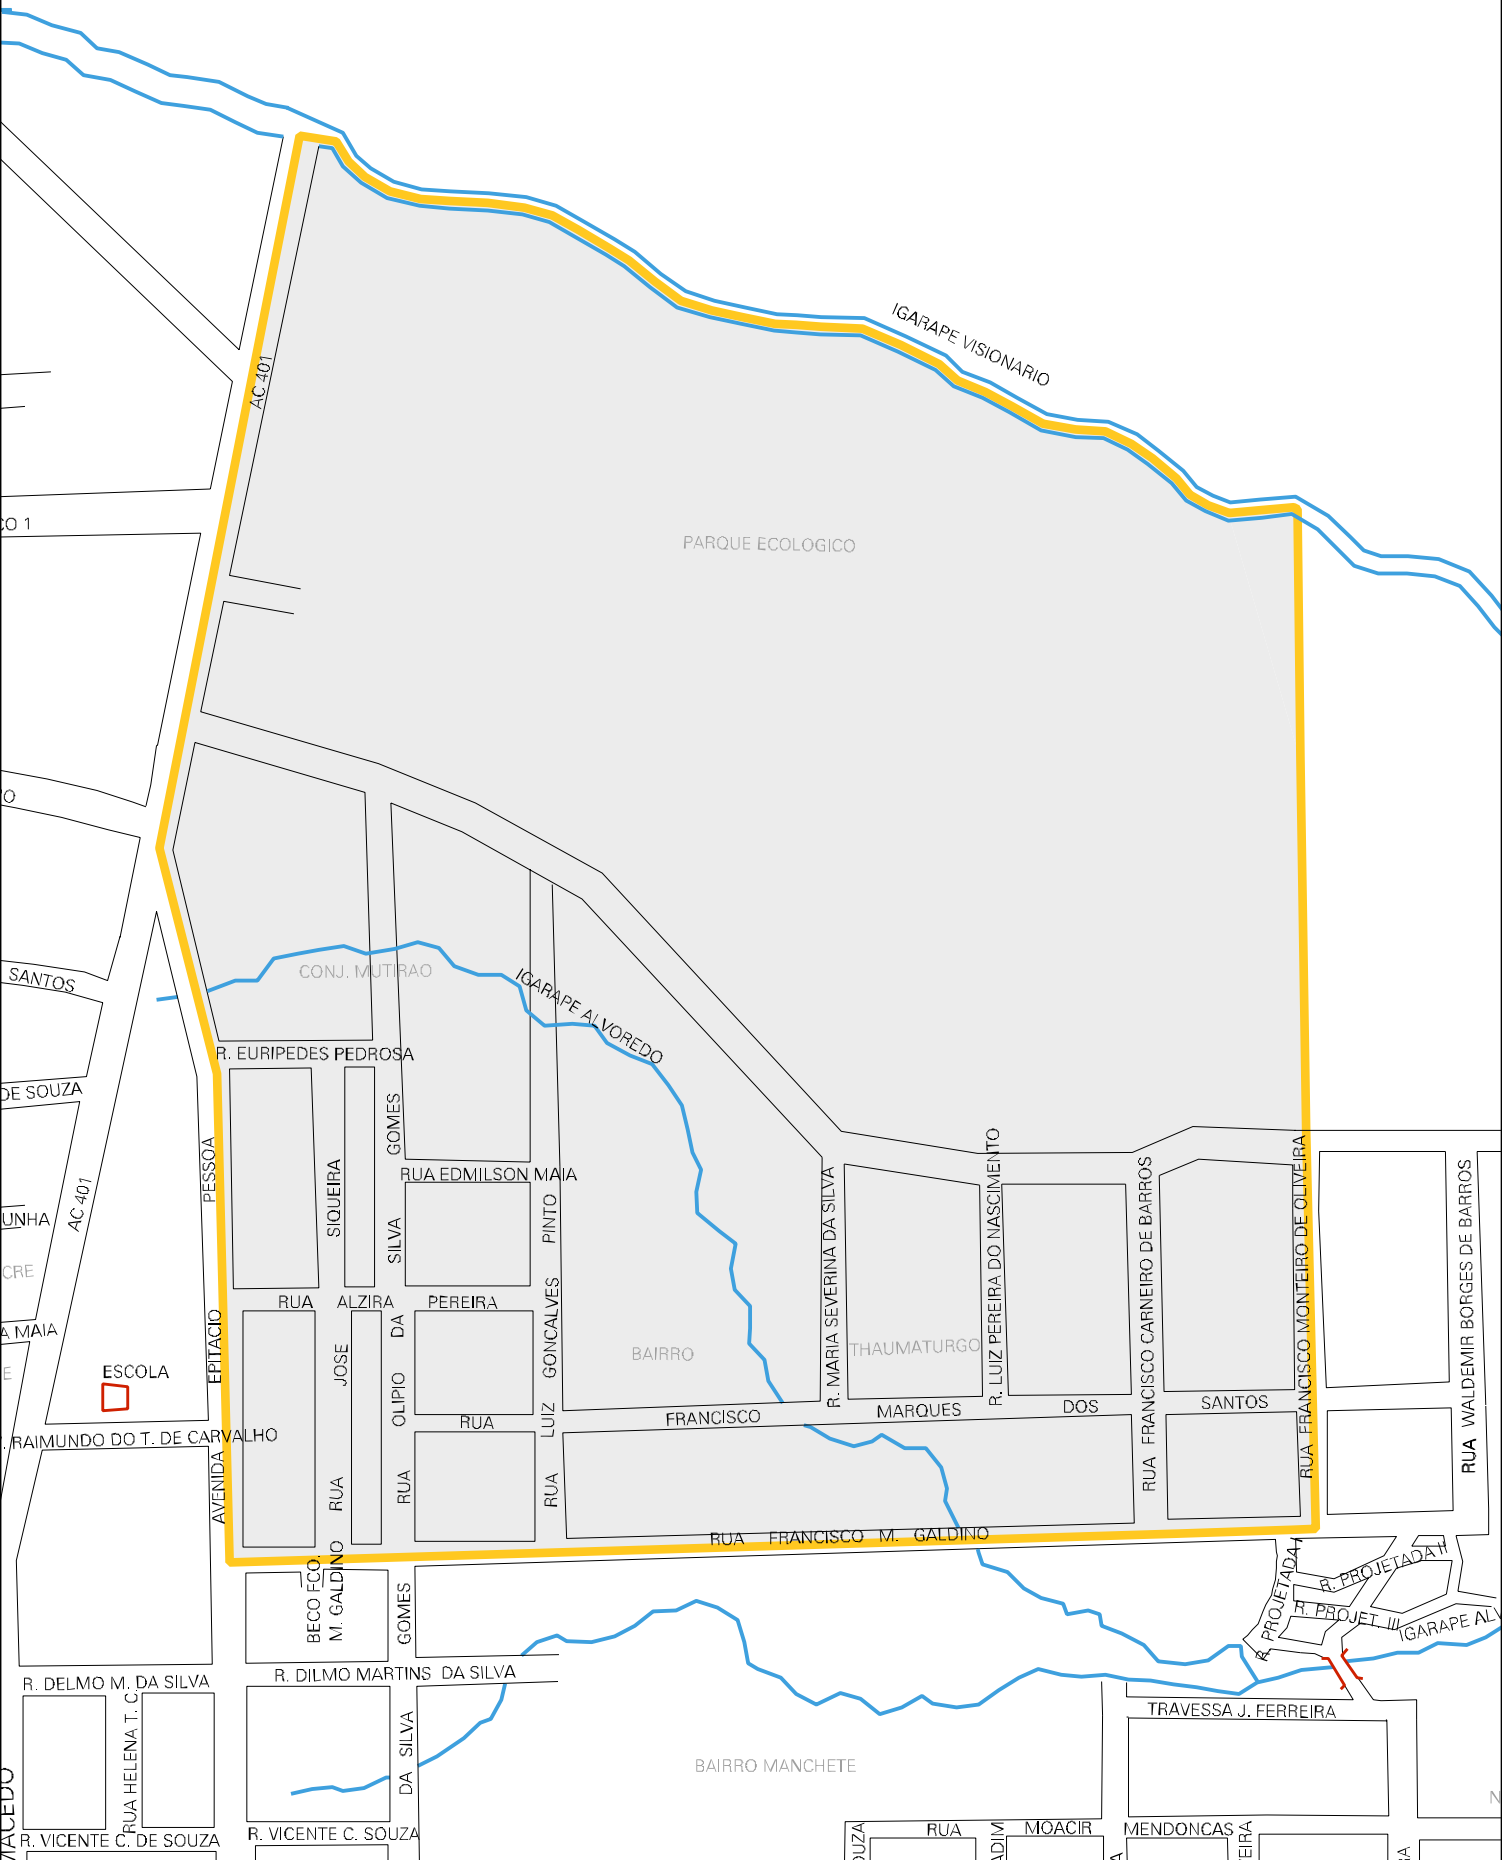 IGARAPE VISIONARIO
AC 401
CO 1
PARQUE ECOLOGICO
SANTOS
CONJ. MUTIRAO
IGARAPE ALVOREDO
R. EURIPEDES PEDROSA
DE SOUZA
RUA EDMILSON MAIA
AC 401
UNHA
CRE
A MAIA
E
ESCOLA
RUA ALZIRA PEREIRA
AVENIDA EPITACIO PESSOA
RUA JOSE SIQUEIRA
RUA OLIPIO DA SILVA GOMES
RUA LUIZ GONCALVES PINTO
BAIRRO THAUMATURGO
R. MARIA SEVERINA DA SILVA
R. LUIZ PEREIRA DO NASCIMENTO
RUA FRANCISCO CARNEIRO DE BARROS
RUA FRANCISCO MONTEIRO DE OLIVEIRA
RUA WALDEMIR BORGES DE BARROS
RUA FRANCISCO MARQUES DOS SANTOS
RAIMUNDO DO T. DE CARVALHO
RUA FRANCISCO M. GALDINO
BECO FCO.
M. GALDINO
GOMES
DA SILVA
R. PROJETADA I
R. PROJETADA II
R. PROJET. III
IGARAPE ALV
R. DELMO M. DA SILVA
R. DILMO MARTINS DA SILVA
RUA HELENA T. C.
TRAVESSA J. FERREIRA
BAIRRO MANCHETE
MACEDO
R. VICENTE C. DE SOUZA
R. VICENTE C. SOUZA
RUA MOACIR MENDONCAS
OUZA
ADIM
EIRA
N